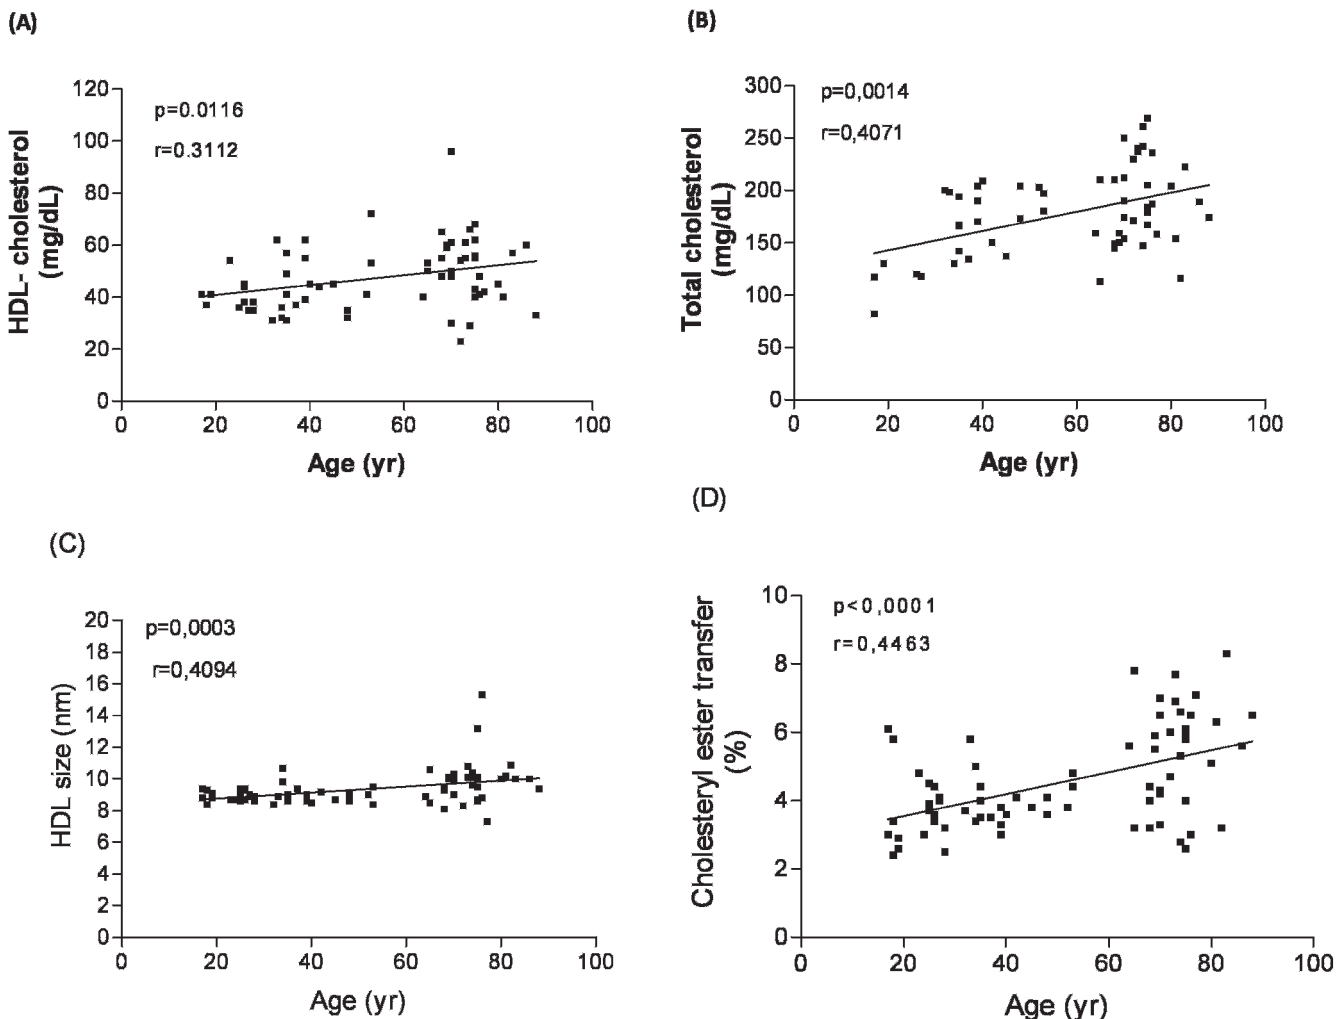 (A)
HDL- cholesterol
(mg/dL)
120
100
80
60
40
20
0
p=0.0116
r=0.3112
0 20 40 60 80 100
Age (yr)
(B)
Total cholesterol
(mg/dL)
300
250
200
150
100
50
0
p=0,0014
r=0,4071
0 20 40 60 80 100
Age (yr)
(C)
HDL size (nm)
20
18
16
14
12
10
8
6
4
2
0
p=0,0003
r=0,4094
0 20 40 60 80 100
Age (yr)
(D)
Cholesteryl ester transfer
(%)
10
8
6
4
2
0
p<0,0001
r=0,4463
0 20 40 60 80 100
Age (yr)